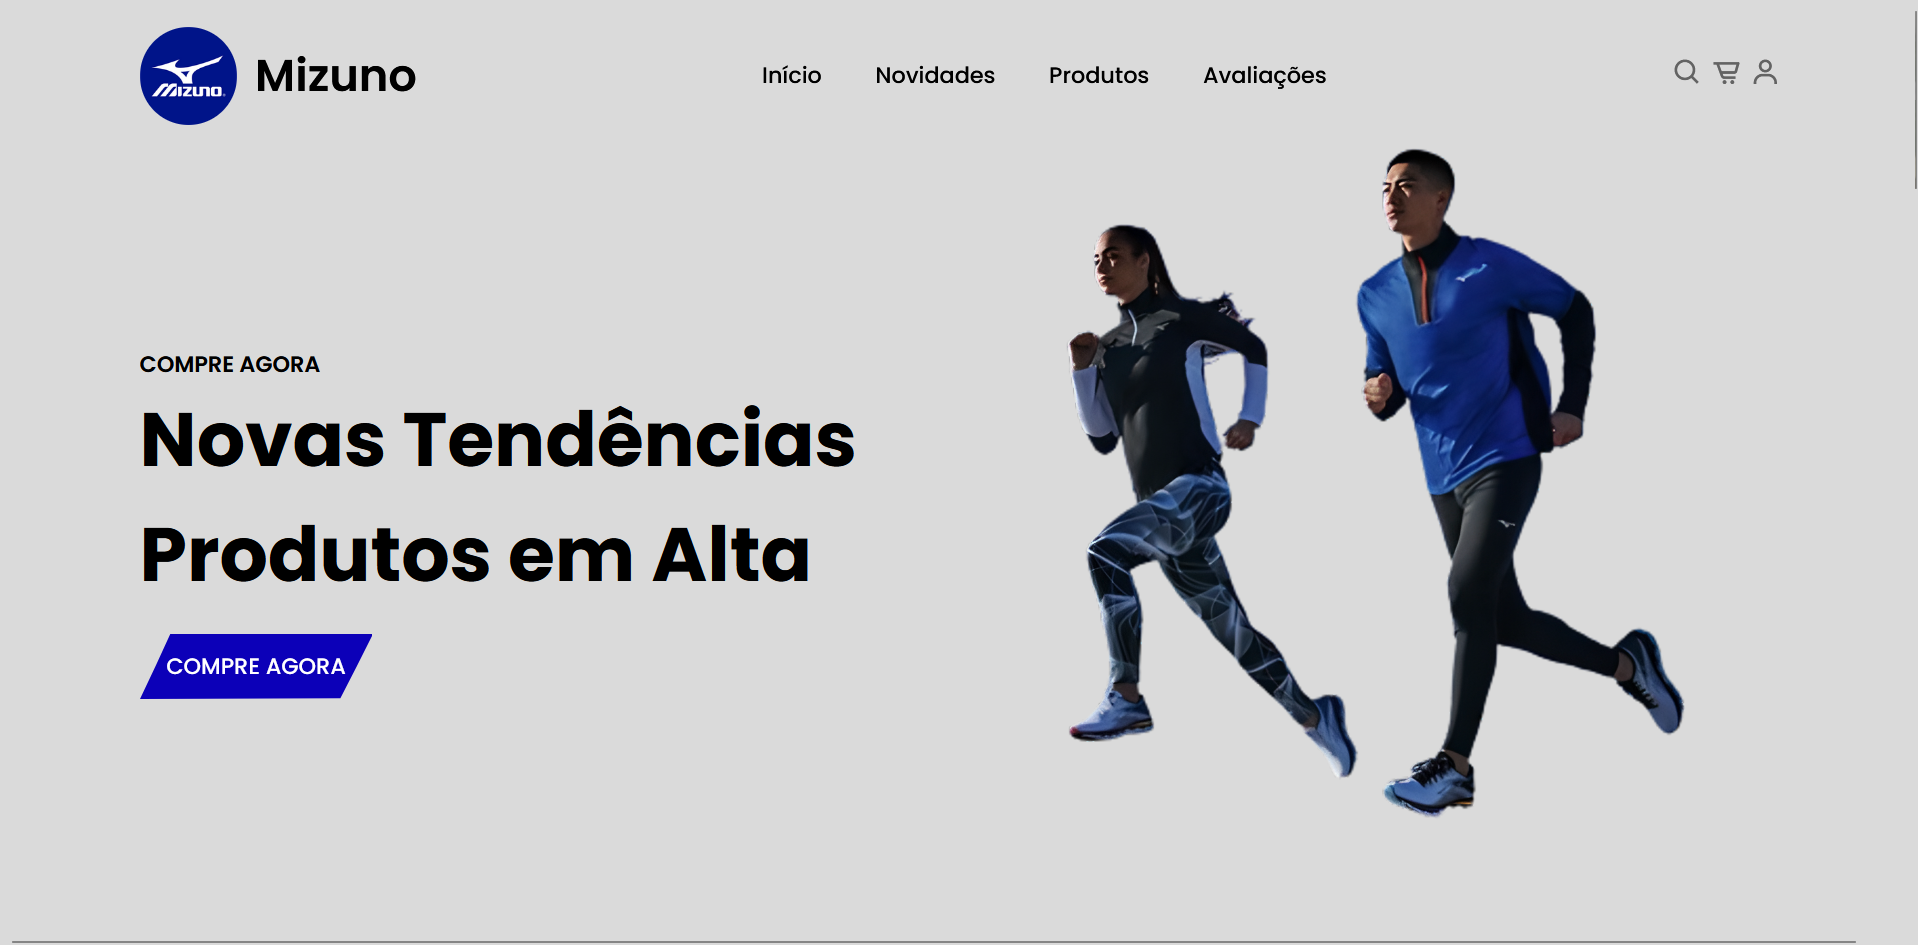 Mizuno
Mizuno
Início
Novidades
Produtos
Avaliações
COMPRE AGORA
Novas Tendências
Produtos em Alta
COMPRE AGORA